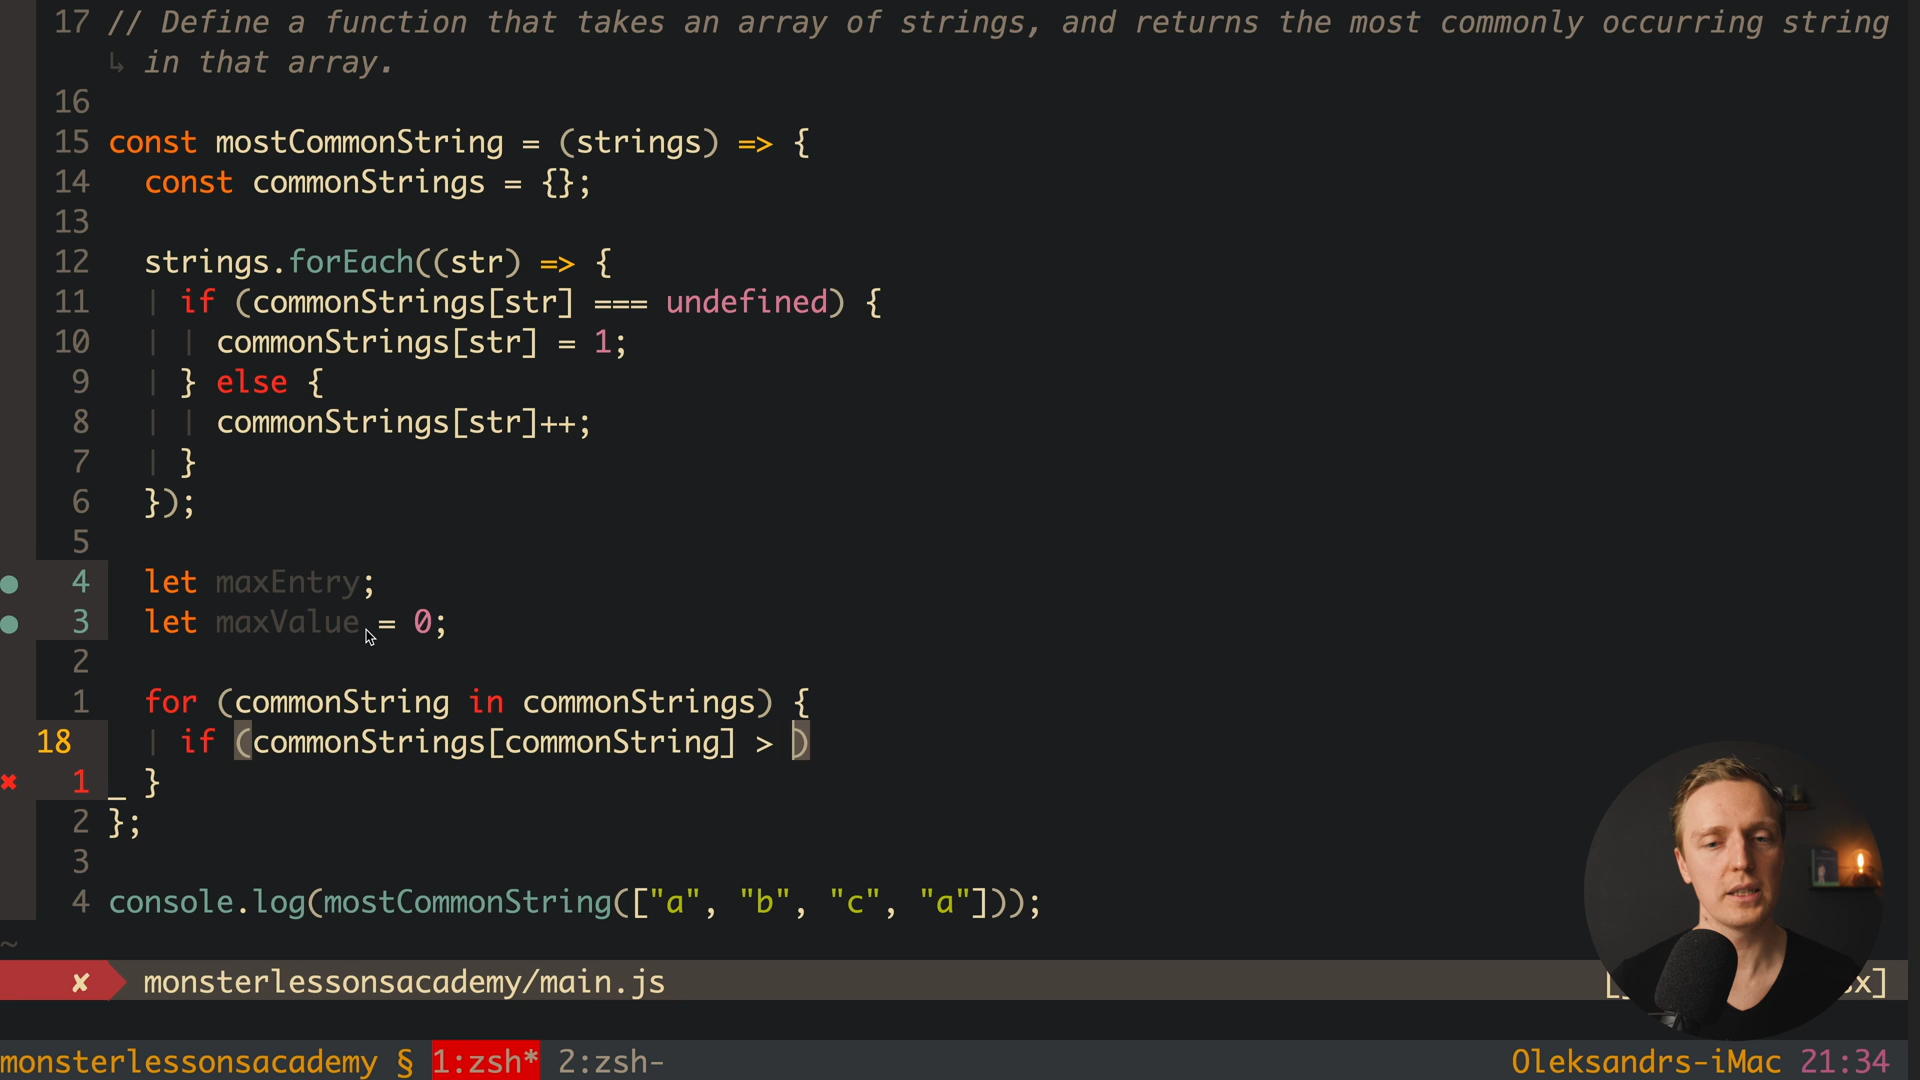 17 // Define a function that takes an array of strings, and returns the most commonly occurring string
↳ in that array.
16
15 const mostCommonString = (strings) => {
14 const commonStrings = {};
13
12 strings.forEach((str) => {
11 | if (commonStrings[str] === undefined) {
10 | | commonStrings[str] = 1;
9 | } else {
8 | | commonStrings[str]++;
7 | }
6 });
5
4 let maxEntry;
3 let maxValue = 0;
2
1 for (commonString in commonStrings) {
18 | if (commonStrings[commonString] > )
✖ 1 _ }
2 };
3
4 console.log(mostCommonString(["a", "b", "c", "a"]));
~
✘ monsterlessonsacademy/main.js
monsterlessonsacademy § 1:zsh* 2:zsh- Oleksandrs-iMac 21:34